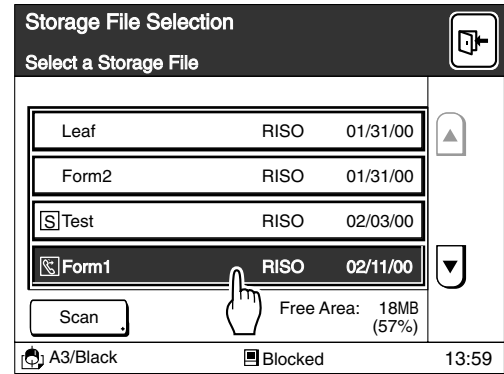 Storage File Selection
Select a Storage File
Leaf RISO 01/31/00
Form2 RISO 01/31/00
S Test RISO 02/03/00
Form1 RISO 02/11/00
Scan Free Area: 18MB
(57%)
A3/Black Blocked 13:59